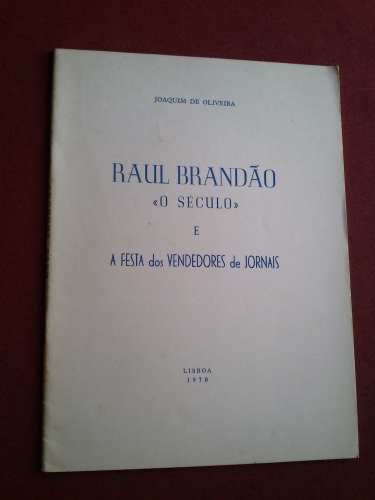 JOAQUIM DE OLIVEIRA
RAUL BRANDÃO
«O SÉCULO»
E
A FESTA dos VENDEDORES de JORNAIS
LISBOA
1970